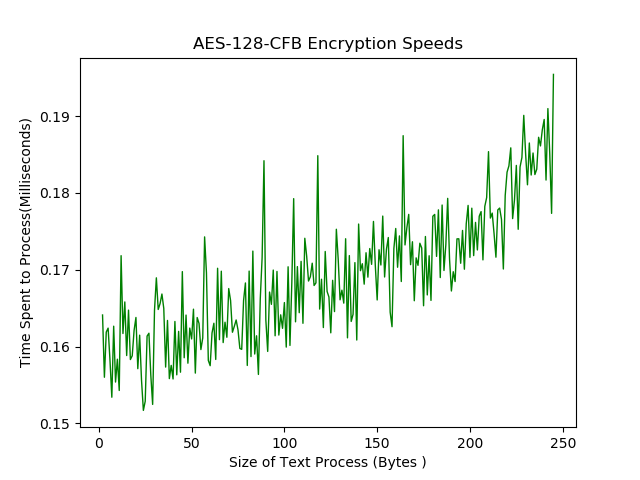 AES-128-CFB Encryption Speeds
Time Spent to Process(Milliseconds)
0.19
0.18
0.17
0.16
0.15
0 50 100 150 200 250
Size of Text Process (Bytes )